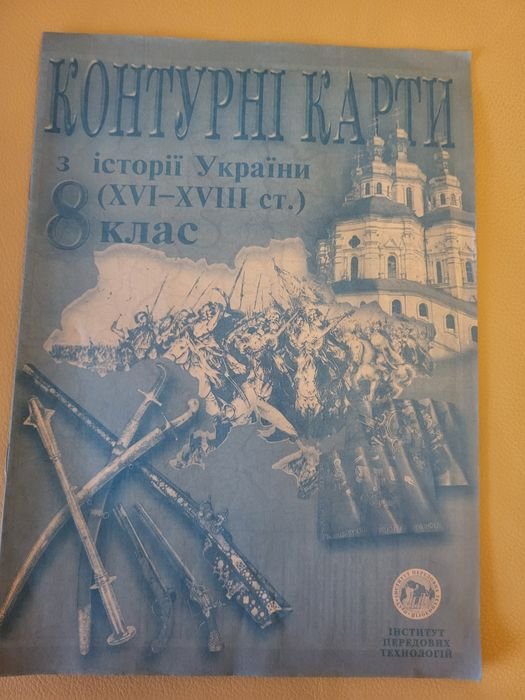 КОНТУРНІ КАРТИ
з історії України
(XVI–XVIII ст.)
8 клас
ІНСТИТУТ
ПЕРЕДОВИХ
ТЕХНОЛОГІЙ